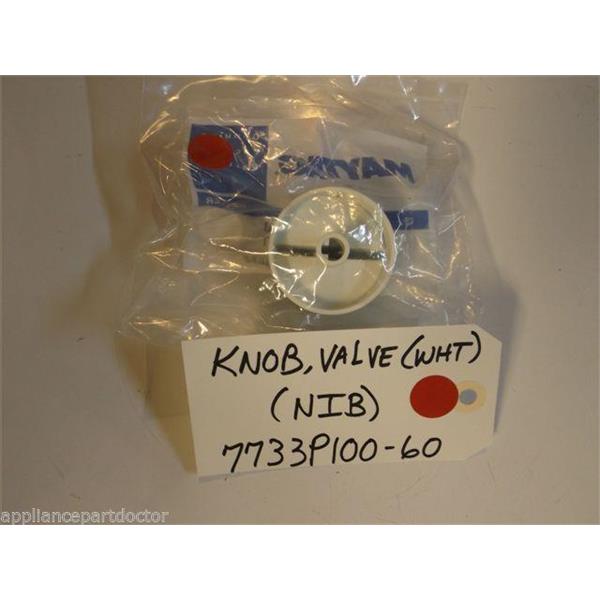 MAYTAG
KNOB, VALVE (WHT)
(NIB)
7733P100-60
appliancepartdoctor